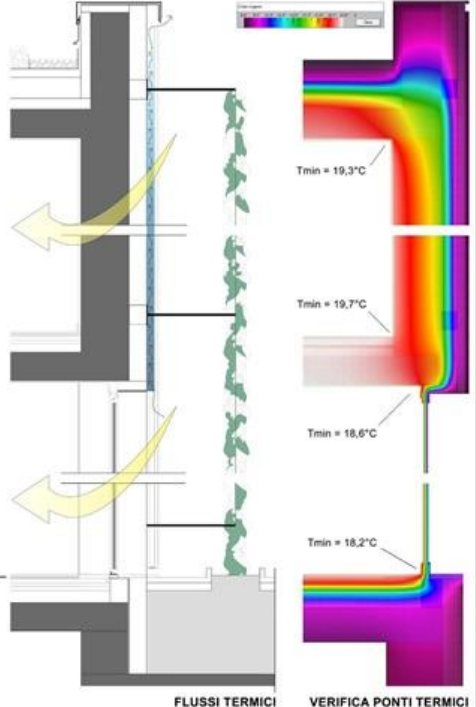 Tmin = 19,3°C
Tmin = 19,7°C
Tmin = 18,6°C
Tmin = 18,2°C
FLUSSI TERMICI
VERIFICA PONTI TERMICI